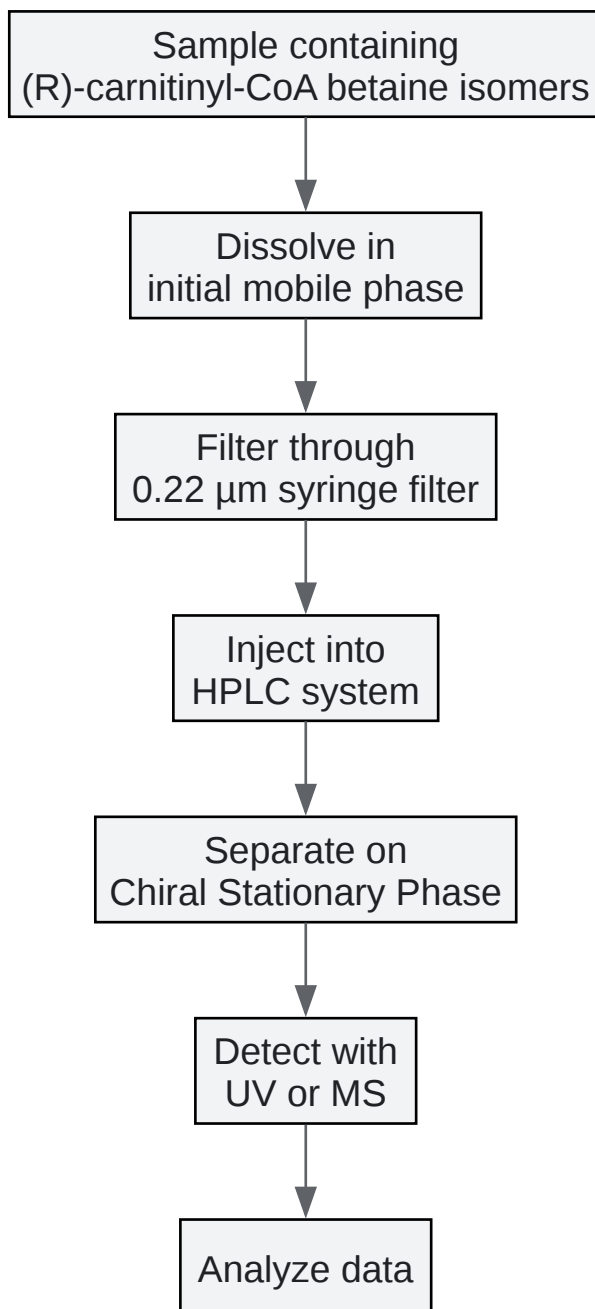 Sample containing
(R)-carnitinyl-CoA betaine isomers
Dissolve in
initial mobile phase
Filter through
0.22 µm syringe filter
Inject into
HPLC system
Separate on
Chiral Stationary Phase
Detect with
UV or MS
Analyze data